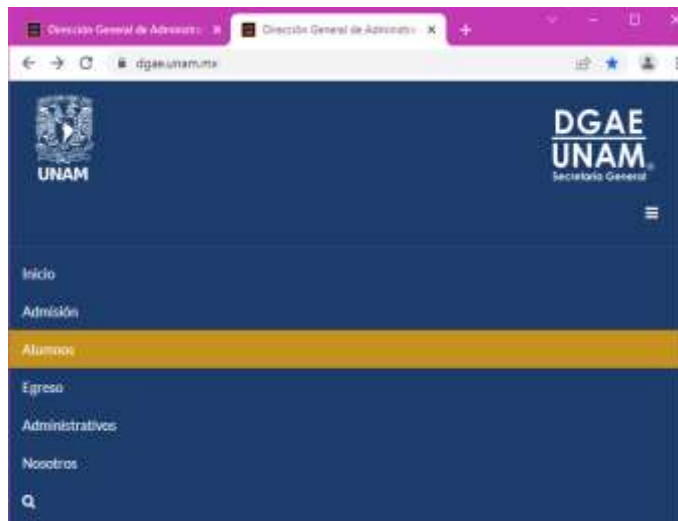 Dirección General de Administr
Dirección General de Administr
dgae.unam.mx
UNAM
DGAE
UNAM
Secretaría General
Inicio
Admisión
Alumnos
Egreso
Administrativos
Nosotros